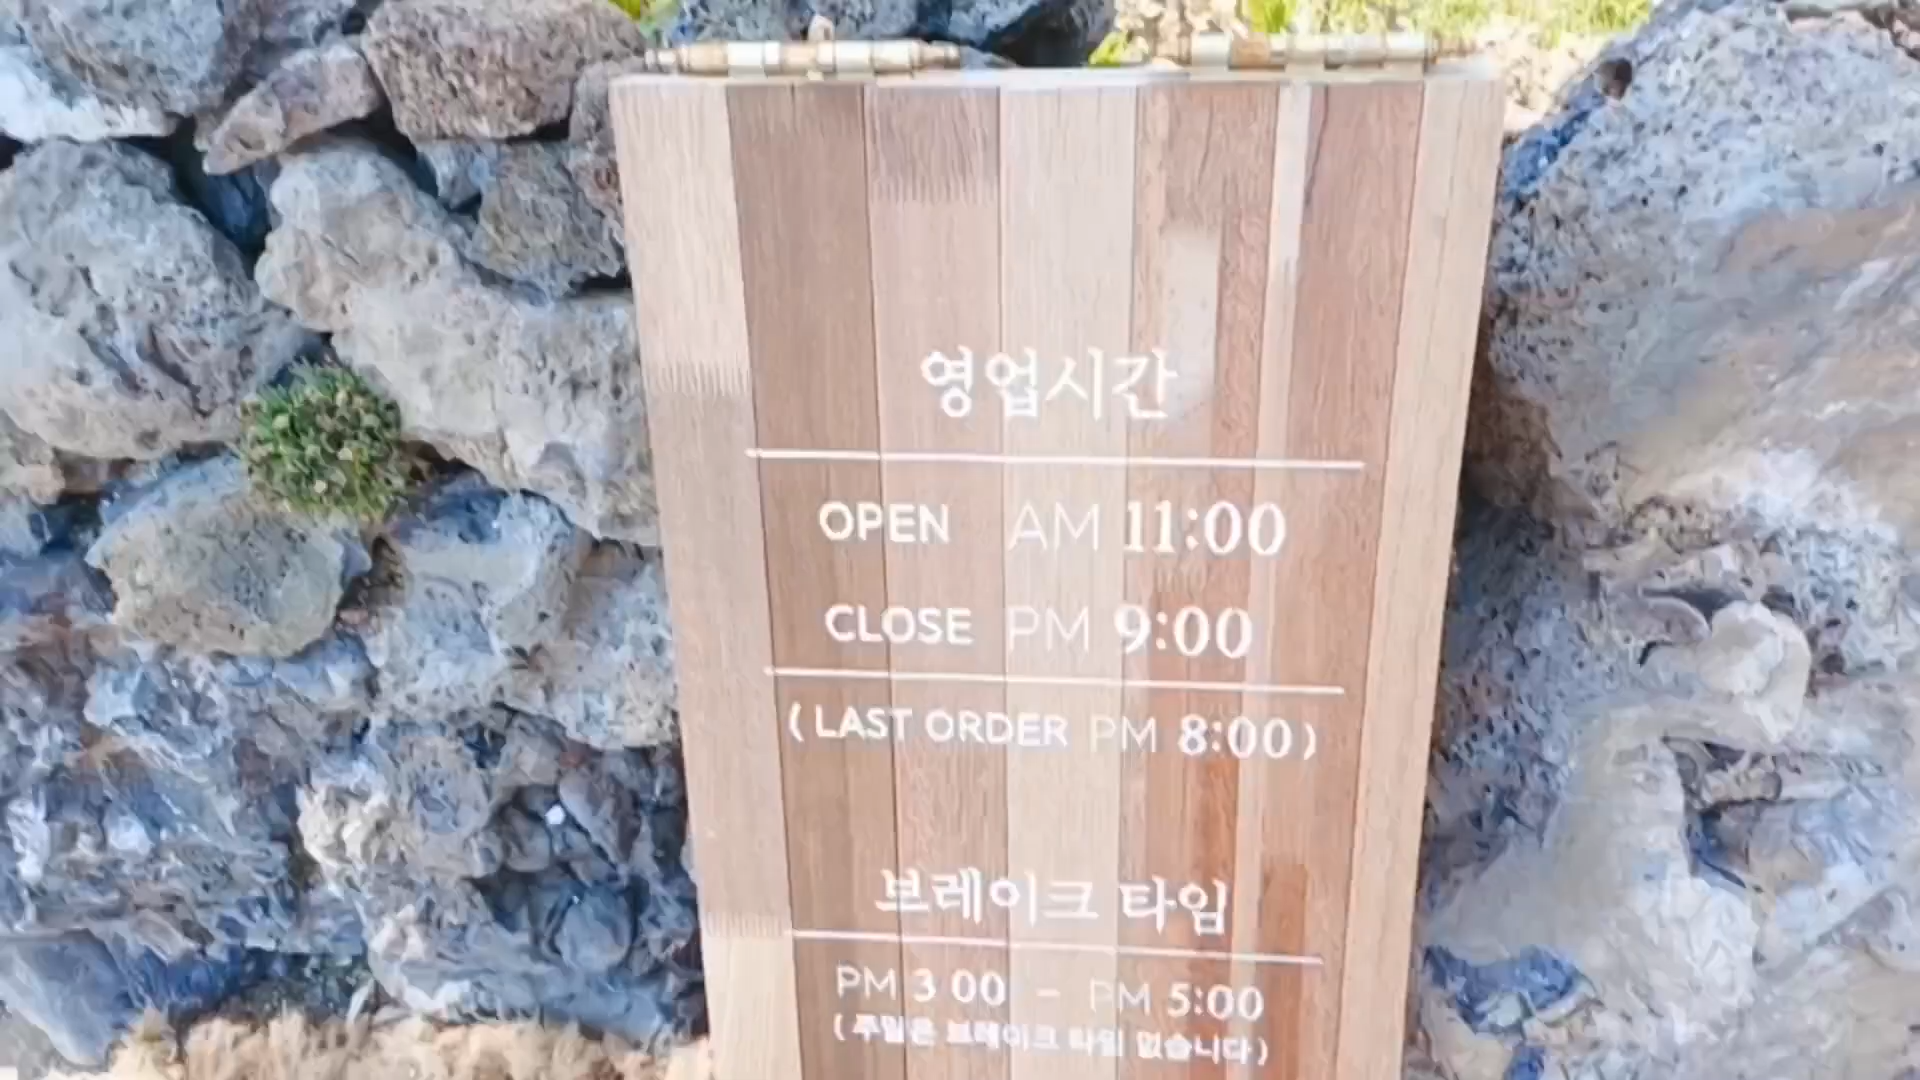 영업시간
OPEN AM 11:00
CLOSE PM 9:00
( LAST ORDER PM 8:00 )
브레이크 타임
PM 3 00 - PM 5:00
( 주말은 브레이크 타임 없습니다 )